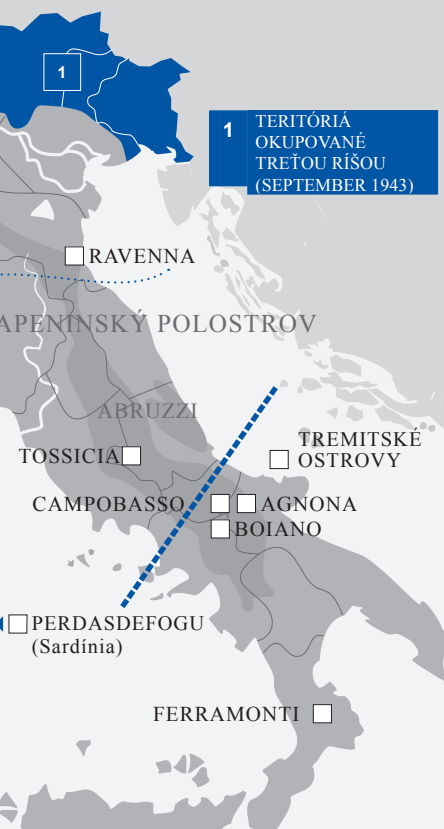 1
1
TERITÓRIÁ
OKUPOVANÉ
TREŤOU RÍŠOU
(SEPTEMBER 1943)
RAVENNA
APENINSKÝ POLOSTROV
ABRUZZI
TOSSICIA
TREMITSKÉ
OSTROVY
CAMPOBASSO
AGNONA
BOIANO
PERDASDEFOGU
(Sardínia)
FERRAMONTI